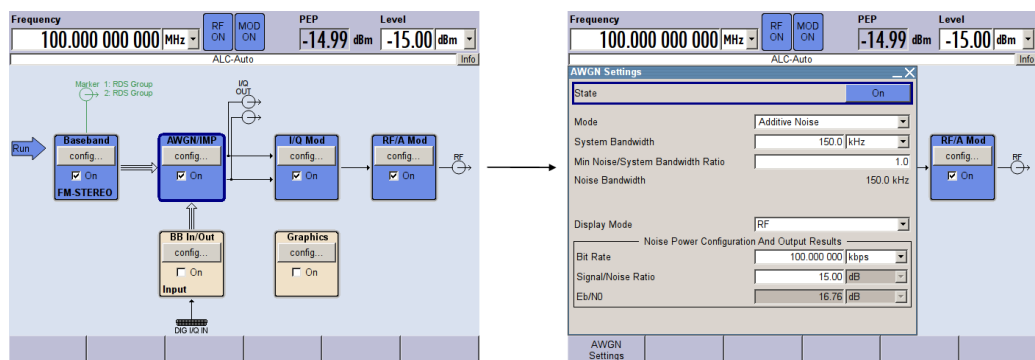 Frequency RF ON MOD ON PEP Level
100.000 000 000 MHz -14.99 dBm -15.00 dBm
ALC-Auto Info
Marker 1: RDS Group
2: RDS Group
I/Q OUT
Run
Baseband AWGN/IMP I/Q Mod RF/A Mod
config... config... config... config...
On On On On
RF
FM-STEREO
BB In/Out Graphics
config... config...
On On
Input
DIG I/Q IN
Frequency RF ON MOD ON PEP Level
100.000 000 000 MHz -14.99 dBm -15.00 dBm
ALC-Auto Info
AWGN Settings
State On
Mode Additive Noise
System Bandwidth 150.0 kHz
Min Noise/System Bandwidth Ratio 1.0
Noise Bandwidth 150.0 kHz
Display Mode RF
Noise Power Configuration And Output Results
Bit Rate 100.000 000 kbps
Signal/Noise Ratio 15.00 dB
Eb/N0 16.76 dB
RF/A Mod
config...
On
RF
AWGN
Settings